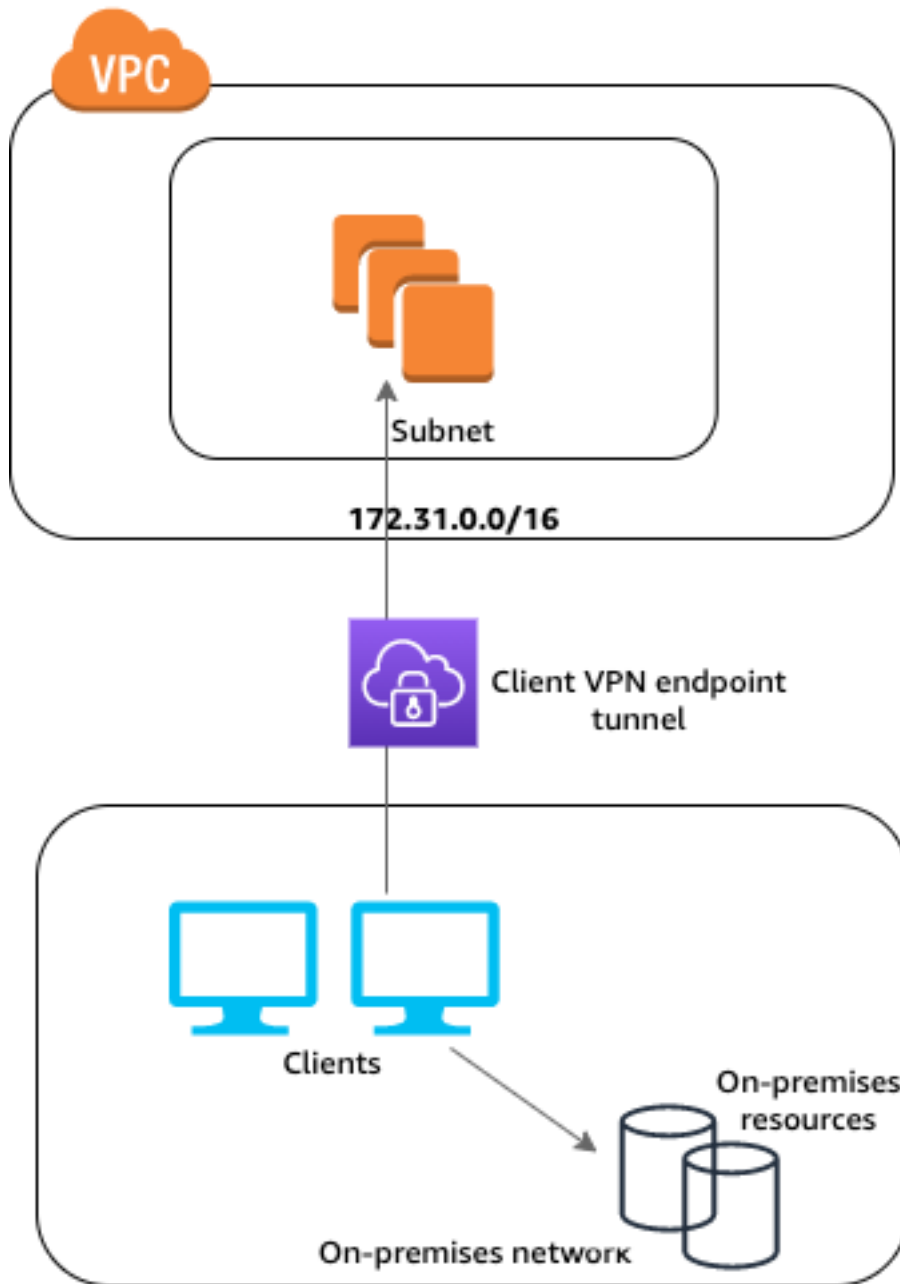 VPC
Subnet
172.31.0.0/16
Client VPN endpoint
tunnel
Clients
On-premises
resources
On-premises network